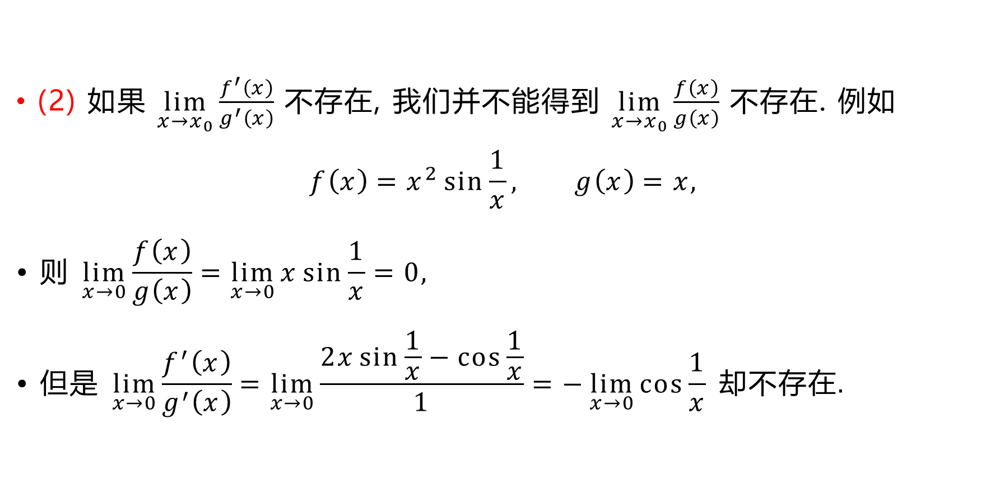 • (2) 如果 $\lim\limits_{x \to x_0} \frac{f'(x)}{g'(x)}$ 不存在, 我们并不能得到 $\lim\limits_{x \to x_0} \frac{f(x)}{g(x)}$ 不存在. 例如
$f(x) = x^2 \sin \frac{1}{x}, \quad g(x) = x,$
• 则 $\lim\limits_{x \to 0} \frac{f(x)}{g(x)} = \lim\limits_{x \to 0} x \sin \frac{1}{x} = 0,$
• 但是 $\lim\limits_{x \to 0} \frac{f'(x)}{g'(x)} = \lim\limits_{x \to 0} \frac{2x \sin \frac{1}{x} - \cos \frac{1}{x}}{1} = -\lim\limits_{x \to 0} \cos \frac{1}{x}$ 却不存在.